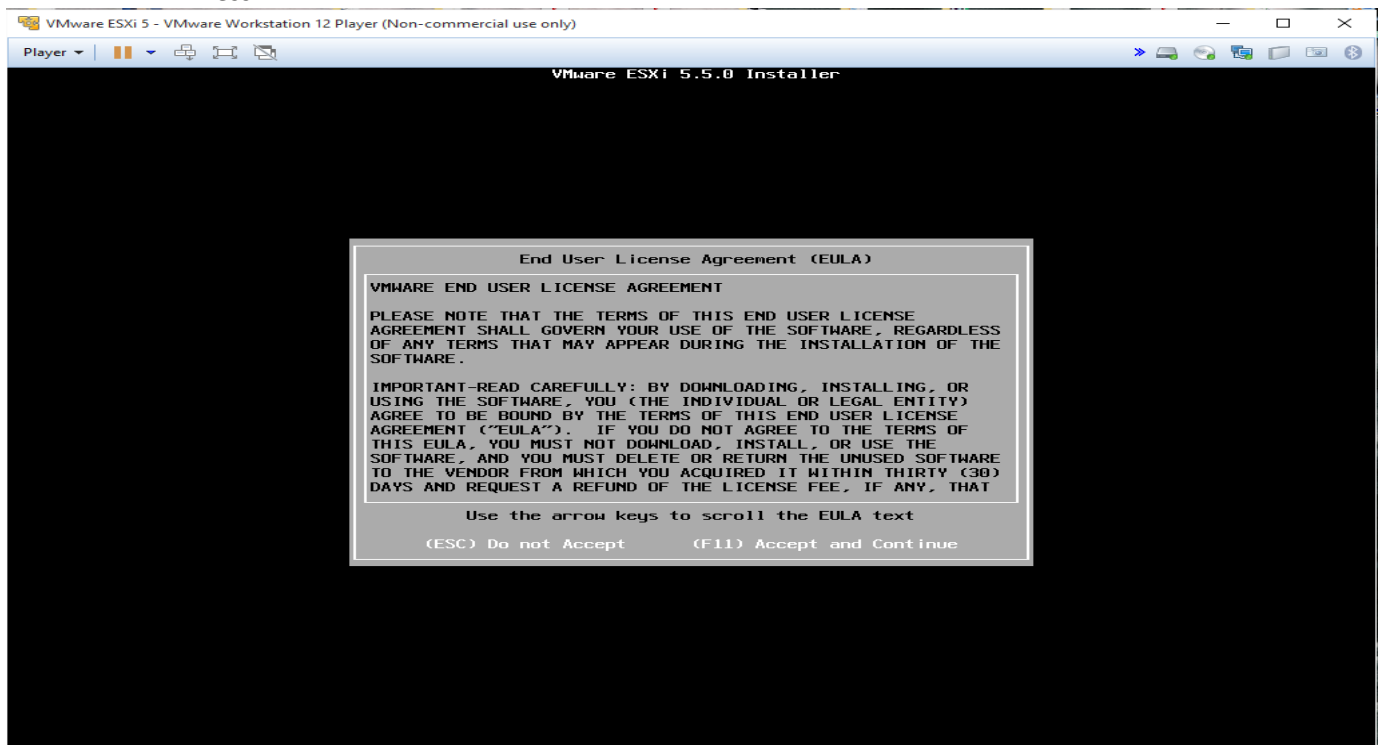 VMware ESXi 5 - VMware Workstation 12 Player (Non-commercial use only)
Player
VMware ESXi 5.5.0 Installer
End User License Agreement (EULA)
VMWARE END USER LICENSE AGREEMENT
PLEASE NOTE THAT THE TERMS OF THIS END USER LICENSE
AGREEMENT SHALL GOVERN YOUR USE OF THE SOFTWARE, REGARDLESS
OF ANY TERMS THAT MAY APPEAR DURING THE INSTALLATION OF THE
SOFTWARE.
IMPORTANT-READ CAREFULLY: BY DOWNLOADING, INSTALLING, OR
USING THE SOFTWARE, YOU (THE INDIVIDUAL OR LEGAL ENTITY)
AGREE TO BE BOUND BY THE TERMS OF THIS END USER LICENSE
AGREEMENT ("EULA"). IF YOU DO NOT AGREE TO THE TERMS OF
THIS EULA, YOU MUST NOT DOWNLOAD, INSTALL, OR USE THE
SOFTWARE, AND YOU MUST DELETE OR RETURN THE UNUSED SOFTWARE
TO THE VENDOR FROM WHICH YOU ACQUIRED IT WITHIN THIRTY (30)
DAYS AND REQUEST A REFUND OF THE LICENSE FEE, IF ANY, THAT
Use the arrow keys to scroll the EULA text
(ESC) Do not Accept (F11) Accept and Continue